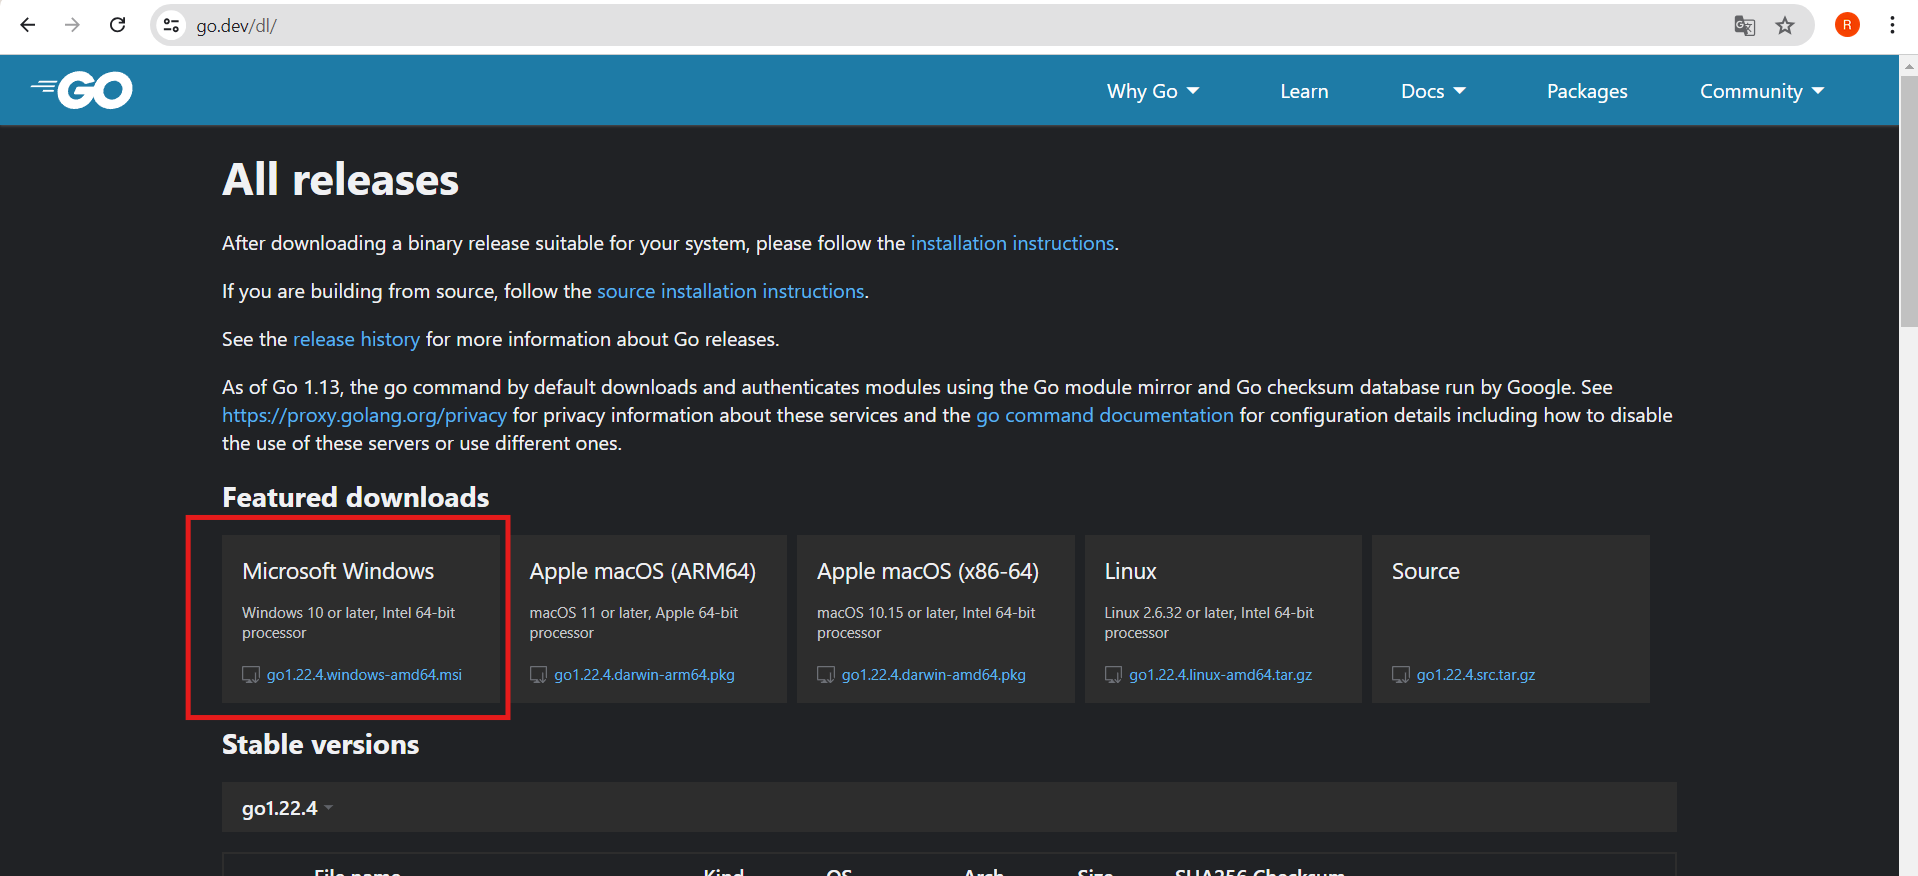 go.dev/dl/
R
GO
Why Go
Learn
Docs
Packages
Community
All releases
After downloading a binary release suitable for your system, please follow the installation instructions.
If you are building from source, follow the source installation instructions.
See the release history for more information about Go releases.
As of Go 1.13, the go command by default downloads and authenticates modules using the Go module mirror and Go checksum database run by Google. See
https://proxy.golang.org/privacy for privacy information about these services and the go command documentation for configuration details including how to disable
the use of these servers or use different ones.
Featured downloads
Microsoft Windows
Windows 10 or later, Intel 64-bit
processor
go1.22.4.windows-amd64.msi
Apple macOS (ARM64)
macOS 11 or later, Apple 64-bit
processor
go1.22.4.darwin-arm64.pkg
Apple macOS (x86-64)
macOS 10.15 or later, Intel 64-bit
processor
go1.22.4.darwin-amd64.pkg
Linux
Linux 2.6.32 or later, Intel 64-bit
processor
go1.22.4.linux-amd64.tar.gz
Source
go1.22.4.src.tar.gz
Stable versions
go1.22.4
File name Kind OS Arch Size SHA256 Checksum